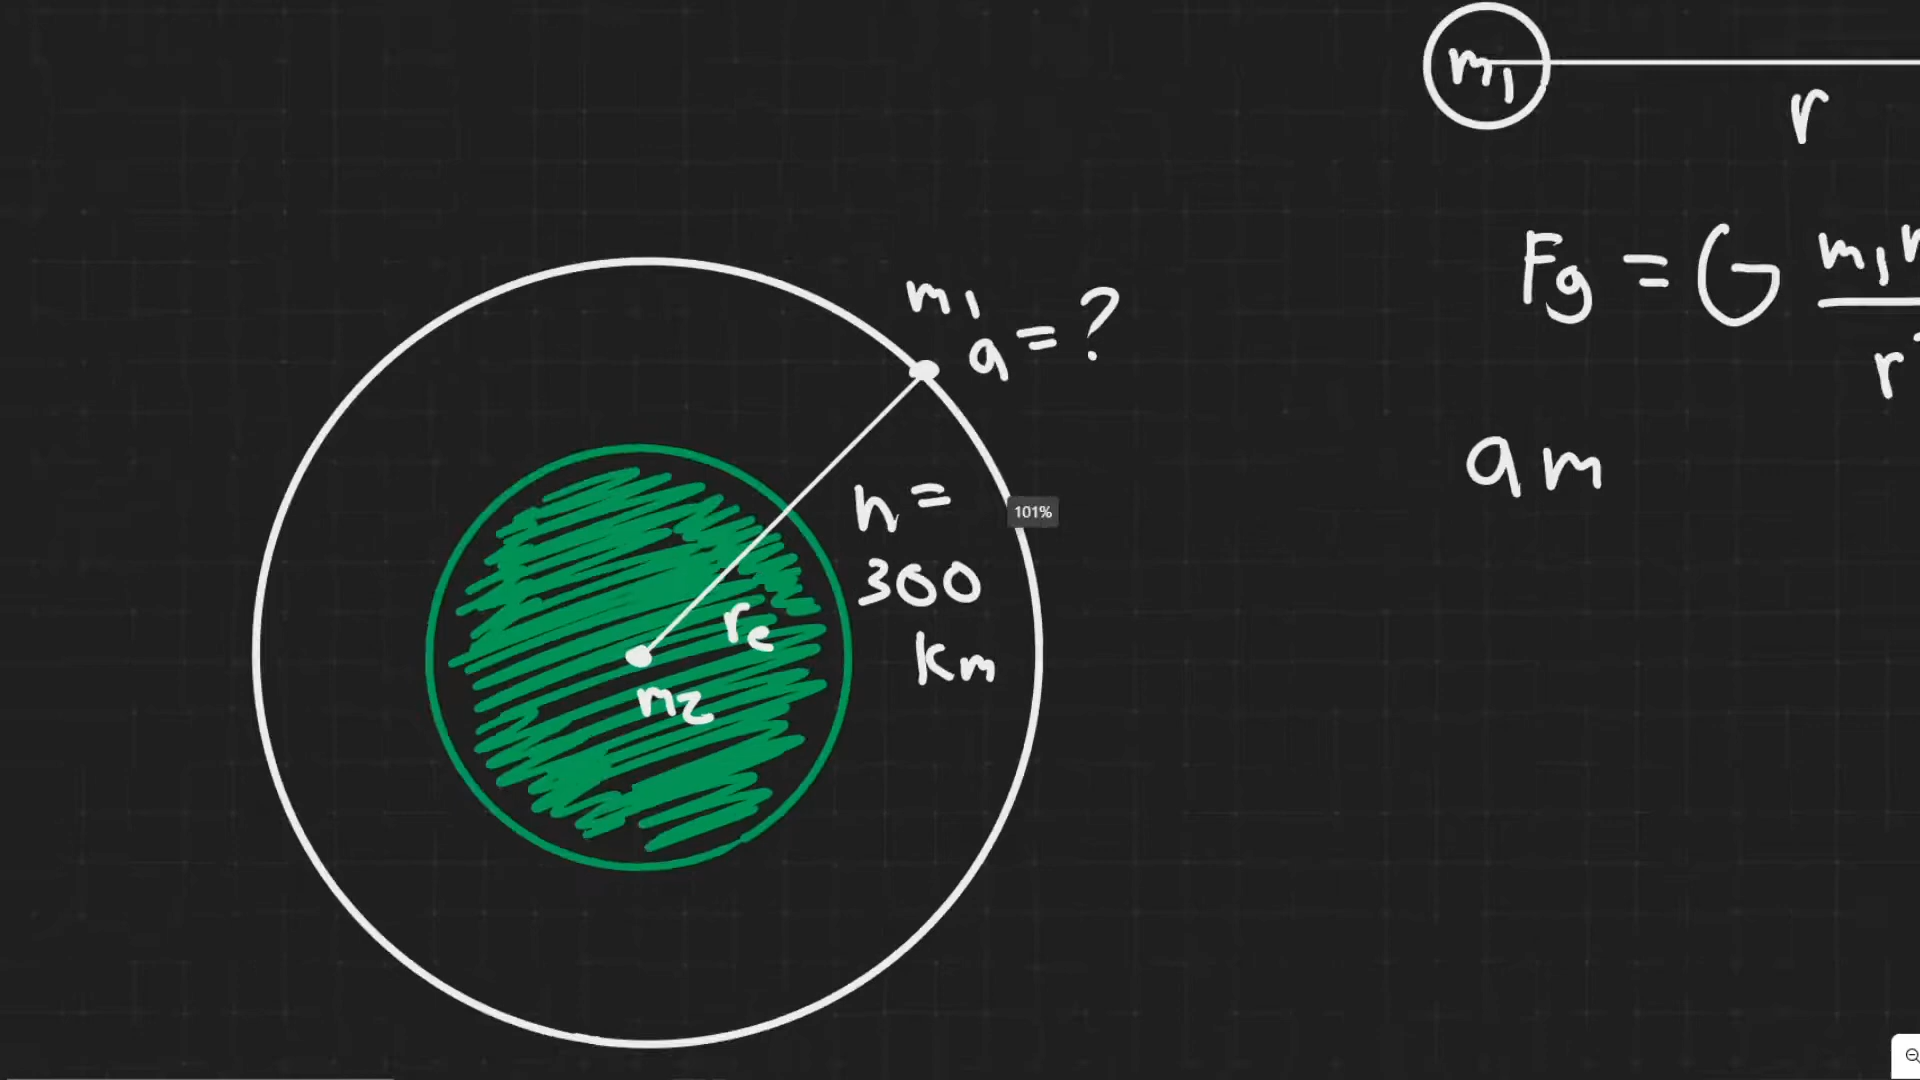 m₁
r
Fg = G m₁
r
am
m₁
a = ?
h =
300
km
re
m₂
101%